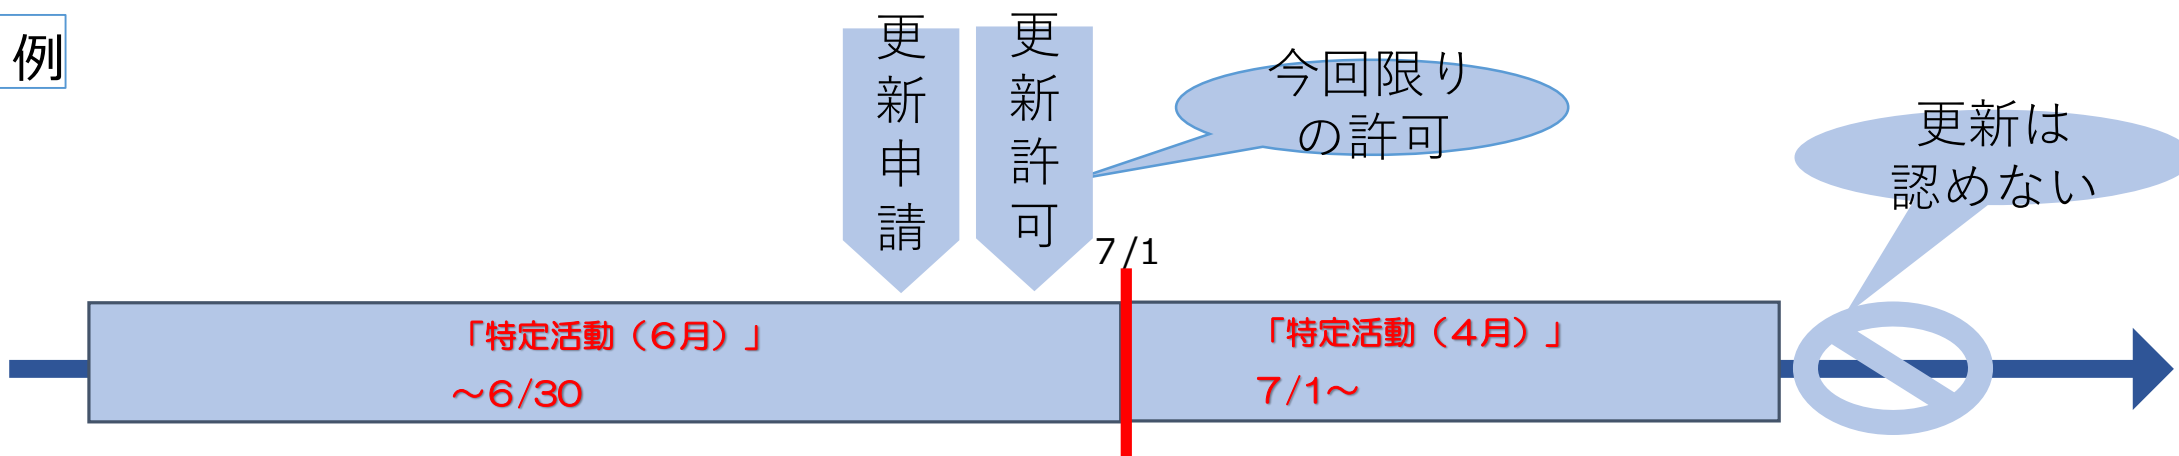 例
更新申請
更新許可
今回限り
の許可
更新は
認めない
7/1
「特定活動（6月）」
～6/30
「特定活動（4月）」
7/1～